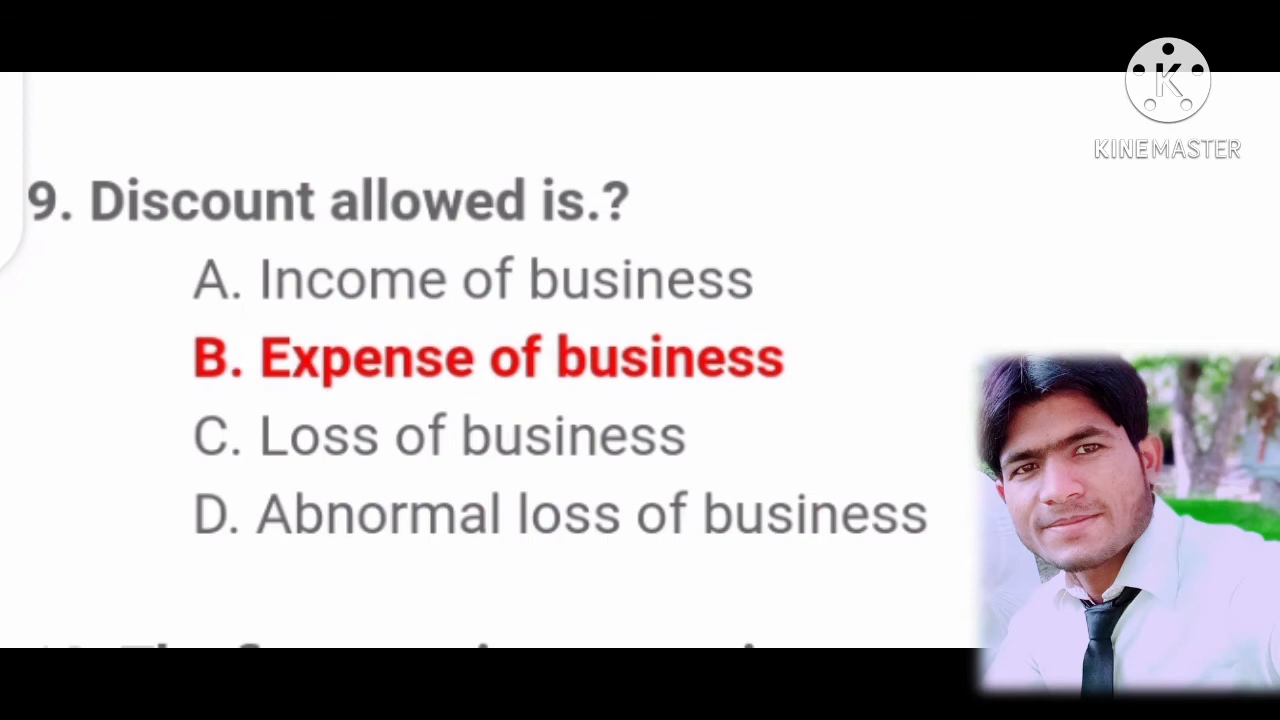 KINEMASTER
9. Discount allowed is.?
A. Income of business
B. Expense of business
C. Loss of business
D. Abnormal loss of business